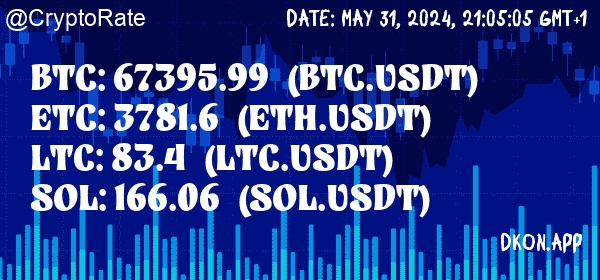 @CryptoRate
DATE: MAY 31, 2024, 21:05:05 GMT+1
BTC: 67395.99 (BTC.USDT)
ETC: 3781.6 (ETH.USDT)
LTC: 83.4 (LTC.USDT)
SOL: 166.06 (SOL.USDT)
DKON.APP